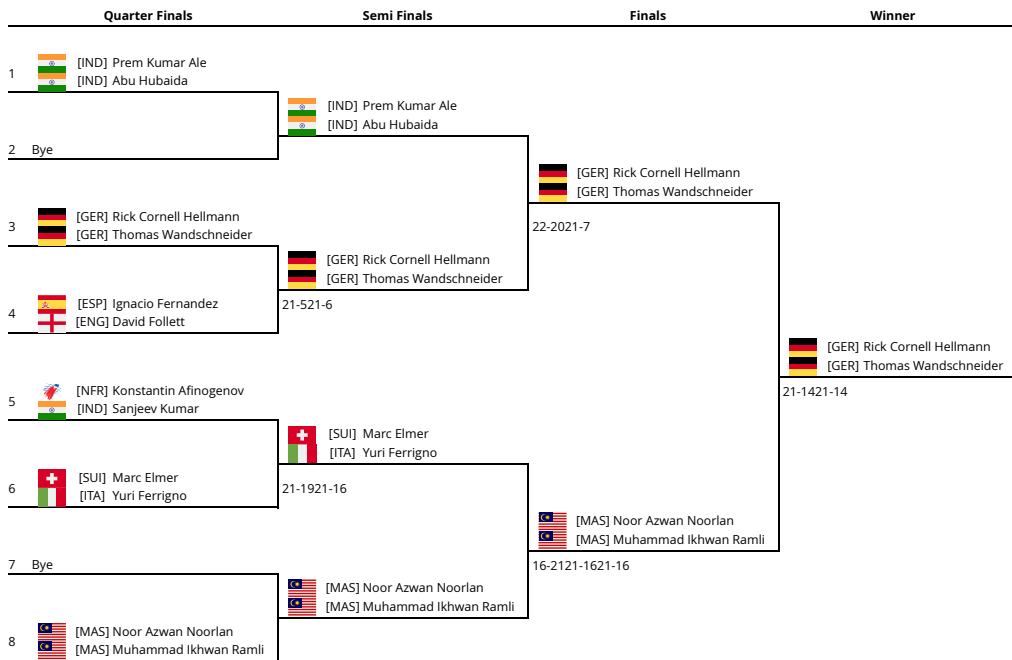 Quarter Finals Semi Finals Finals Winner
1
[IND] Prem Kumar Ale
[IND] Abu Hubaida
2 Bye
3
[GER] Rick Cornell Hellmann
[GER] Thomas Wandschneider
4
[ESP] Ignacio Fernandez
[ENG] David Follett
5
[NFR] Konstantin Afinogenov
[IND] Sanjeev Kumar
6
[SUI] Marc Elmer
[ITA] Yuri Ferrigno
7 Bye
8
[MAS] Noor Azwan Noorlan
[MAS] Muhammad Ikhwan Ramli
[IND] Prem Kumar Ale
[IND] Abu Hubaida
[GER] Rick Cornell Hellmann
[GER] Thomas Wandschneider
21-521-6
[SUI] Marc Elmer
[ITA] Yuri Ferrigno
21-1921-16
[MAS] Noor Azwan Noorlan
[MAS] Muhammad Ikhwan Ramli
[GER] Rick Cornell Hellmann
[GER] Thomas Wandschneider
22-2021-7
[MAS] Noor Azwan Noorlan
[MAS] Muhammad Ikhwan Ramli
16-2121-1621-16
[GER] Rick Cornell Hellmann
[GER] Thomas Wandschneider
21-1421-14